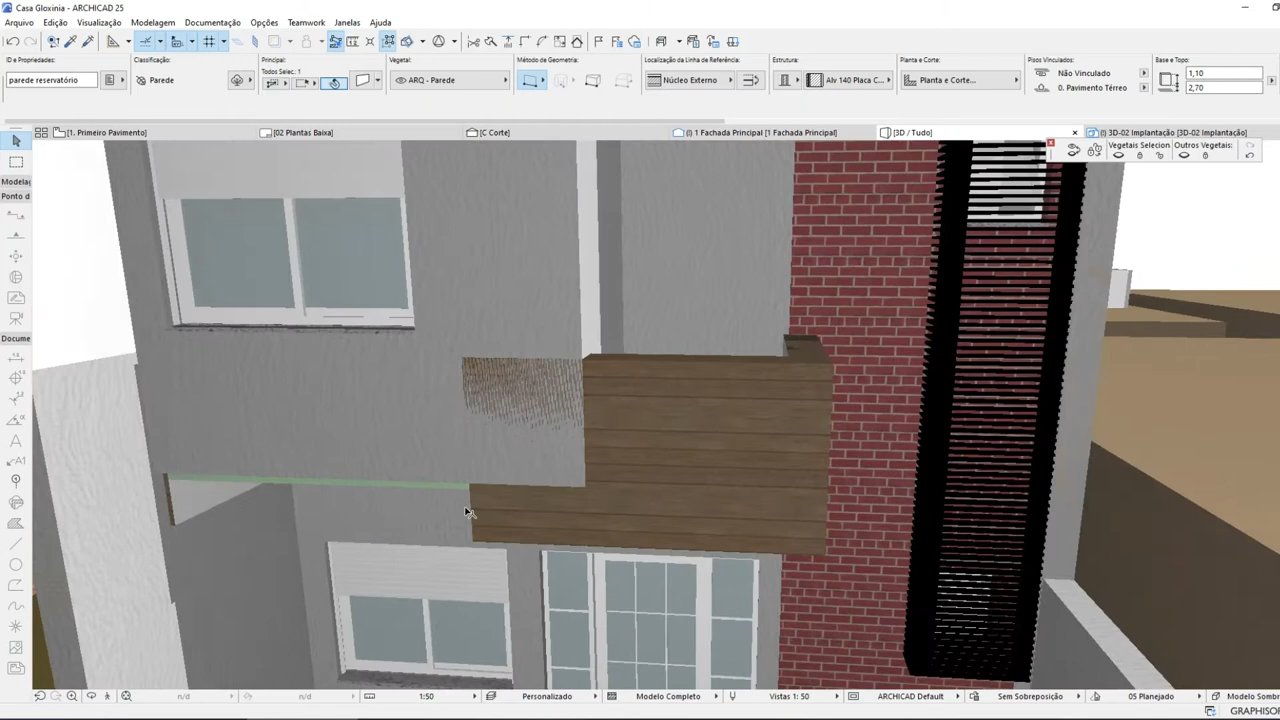 Casa Gloxinia - ARCHICAD 25
Arquivo Edição Visualização Modelagem Documentação Opções Teamwork Janelas Ajuda
ID e Propriedades: Classificação: Principal: Vegetal: Método de Geometria: Localização da Linha de Referência: Estrutura: Planta e Corte: Pisos Vinculados: Base e Topo:
Todos Selec.: 1
parede reservatório Parede ARQ - Parede Núcleo Externo Alv 140 Placa C... Planta e Corte...
Não Vinculado 1,10
0. Pavimento Térreo 2,70
[1. Primeiro Pavimento] [02 Plantas Baixa] [C Corte] (!) 1 Fachada Principal [1 Fachada Principal] [3D / Tudo] (!) 3D-02 Implantação [3D-02 Implantação]
Vegetais Selecion Outros Vegetais:
Modelaç
Ponto d
Docume
1:50 Personalizado Modelo Completo Vistas 1: 50 ARCHICAD Default Sem Sobreposição 05 Planejado Modelo Somb
GRAPHISOF